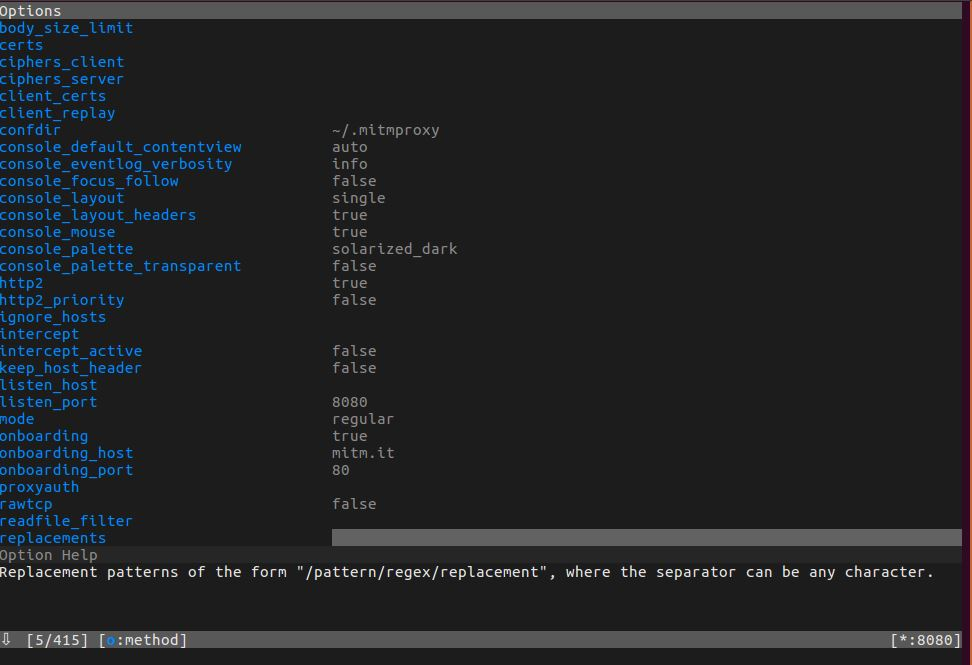 Options
body_size_limit
certs
ciphers_client
ciphers_server
client_certs
client_replay
confdir ~/.mitmproxy
console_default_contentview auto
console_eventlog_verbosity info
console_focus_follow false
console_layout single
console_layout_headers true
console_mouse true
console_palette solarized_dark
console_palette_transparent false
http2 true
http2_priority false
ignore_hosts
intercept
intercept_active false
keep_host_header false
listen_host
listen_port 8080
mode regular
onboarding true
onboarding_host mitm.it
onboarding_port 80
proxyauth
rawtcp false
readfile_filter
replacements
Option Help
Replacement patterns of the form "/pattern/regex/replacement", where the separator can be any character.
⇩ [5/415] [o:method] [*:8080]